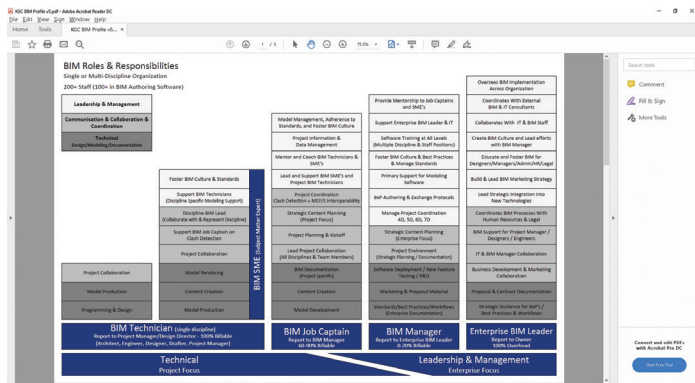 KGC BIM Profile v5.pdf - Adobe Acrobat Reader DC
File Edit View Sign Window Help
Home Tools KGC BIM Profile v5... ×
1 / 3
75.5%
BIM Roles & Responsibilities
Single or Multi-Discipline Organization
200+ Staff (100+ in BIM Authoring Software)
Leadership & Management
Communication & Collaboration &
Coordination
Technical
Design/Modeling/Documentation
Project Collaboration
Model Production
Programming & Design
Foster BIM Culture & Standards
Support BIM Technicians
(Discipline Specific Modeling Support)
Discipline BIM Lead
(Collaborate with & Represent Discipline)
Support BIM Job Captain on
Clash Detection
Project Collaboration
Model Rendering
Content Creation
Model Production
BIM SME (Subject Matter Expert)
Model Management, Adherence to
Standards, and Foster BIM Culture
Project Information &
Data Management
Mentor and Coach BIM Technicians &
SME's
Lead and Support BIM SME's and
Project BIM Technicians
Project Coordination
Clash Detection + MEP/S Interoperability
Strategic Content Planning
(Project Focus)
Project Planning & Kickoff
Lead Project Collaboration
(All Disciplines & Team Members)
BIM Documentation
(Project Specific)
Content Creation
Model Development
Provide Mentorship to Job Captains
and SME's
Support Enterprise BIM Leader & IT
Software Training at All Levels
(Multiple Discipline & Staff Positions)
Foster BIM Culture & Best Practices
& Manage Standards
Primary Support for Modeling
Software
BxP Authoring & Exchange Protocols
Manage Project Coordination
4D, 5D, 6D, 7D
Strategic Content Planning
(Enterprise Focus)
Project Environment
(Strategic Planning / Documentation)
Software Deployment / New Feature
Testing / R&D
Marketing & Proposal Material
Standards/Best Practices/Workflows
(Enterprise Documentation)
Oversees BIM Implementation
Across Organization
Coordinates With External
BIM & IT Consultants
Collaborates With IT & BIM Staff
Create BIM Culture and Lead efforts
with BIM Manager
Educate and Foster BIM for
Designers/Managers/Admin/HR/Legal
Build & Lead BIM Marketing Strategy
Lead Strategic Integration into
New Technologies
Coordinates BIM Processes With
Human Resources & Legal
BIM Support for Project Manager /
Designers / Engineers
IT & BIM Manager Collaboration
Business Development & Marketing
Collaboration
Proposal & Contract Documentation
Strategic Guidance for BxP's /
Best Practices & Workflows
BIM Technician (single discipline)
Report to Project Manager/Design Director - 100% Billable
(Architect, Engineer, Designer, Drafter, Project Manager)
BIM Job Captain
Report to BIM Manager
60-90% Billable
BIM Manager
Report to Enterprise BIM Leader
0-20% Billable
Enterprise BIM Leader
Report to Owner
100% Overhead
Technical
Project Focus
Leadership & Management
Enterprise Focus
Search tools
Comment
Fill & Sign
More Tools
Convert and edit PDFs
with Acrobat Pro DC
Start Free Trial